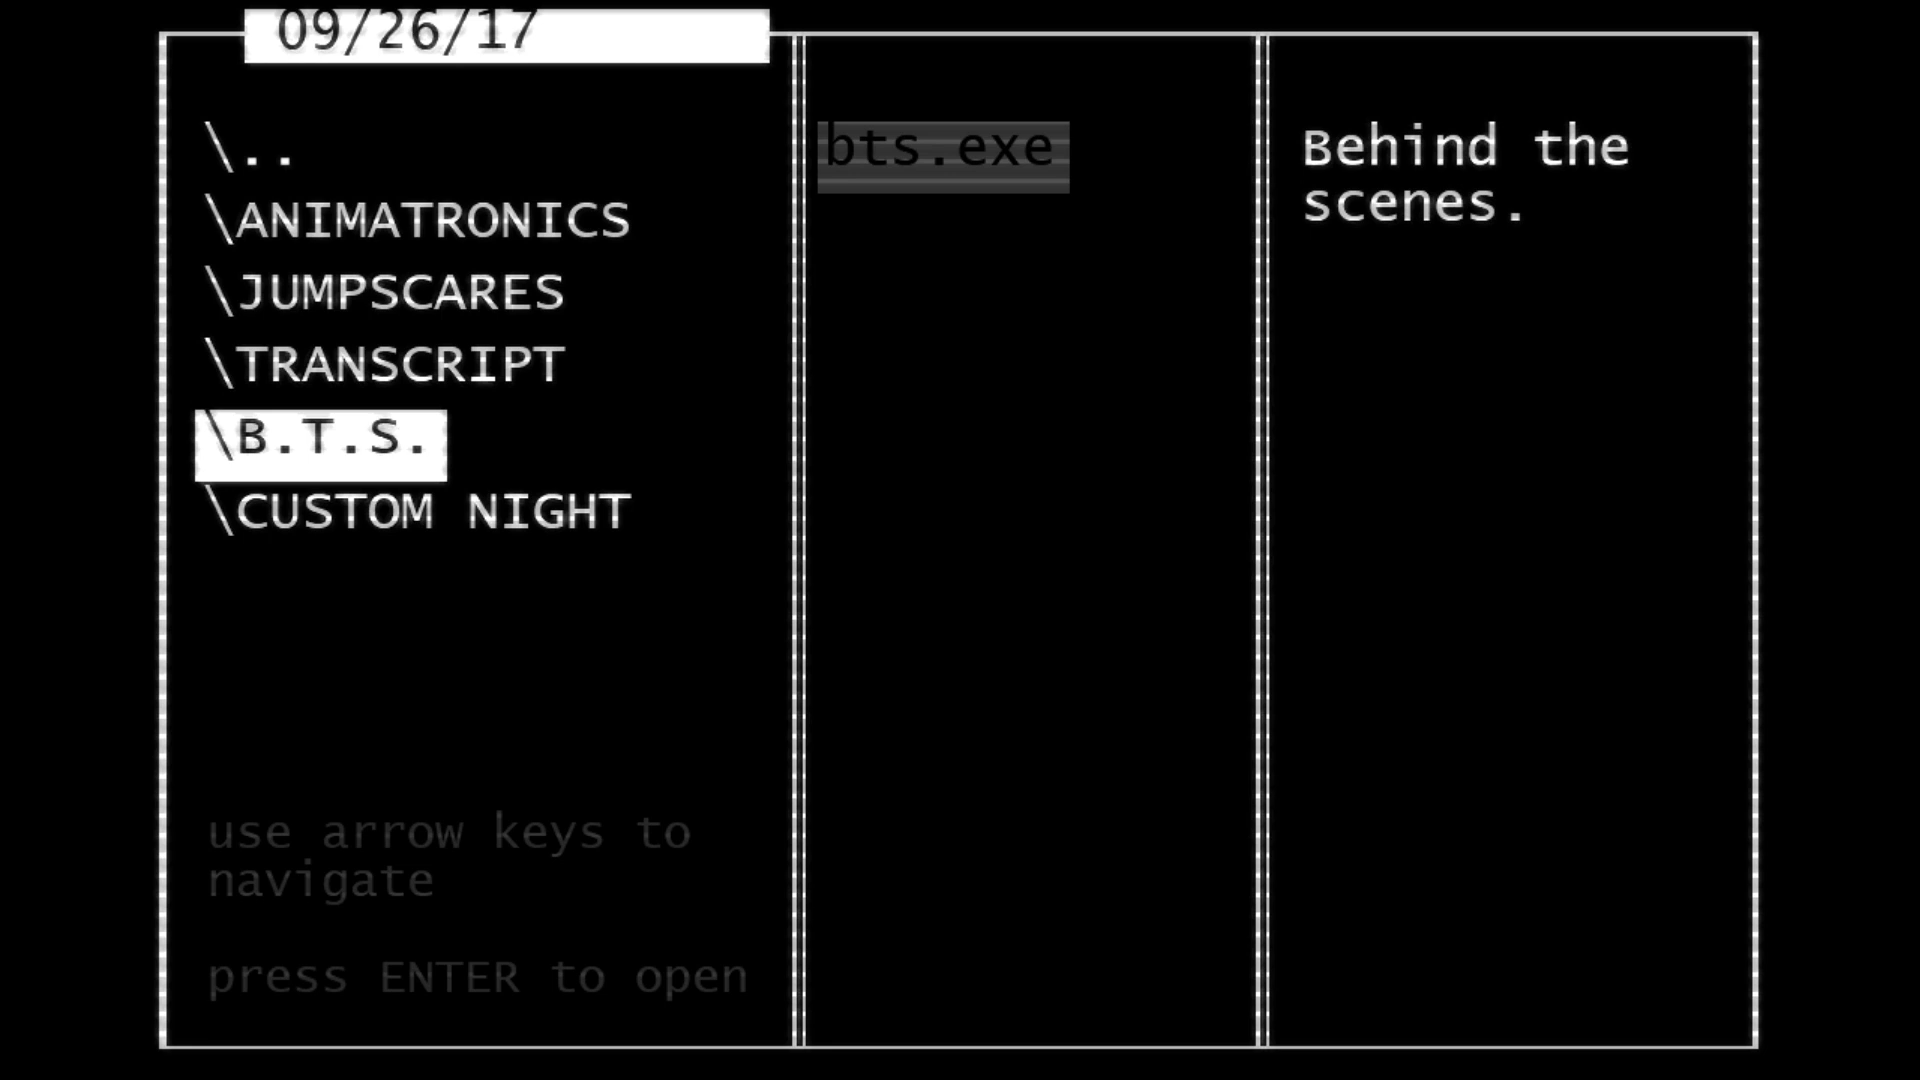 09/26/17
\..
\ANIMATRONICS
\JUMPSCARES
\TRANSCRIPT
\B.T.S.
\CUSTOM NIGHT
use arrow keys to
navigate
press ENTER to open
bts.exe
Behind the
scenes.